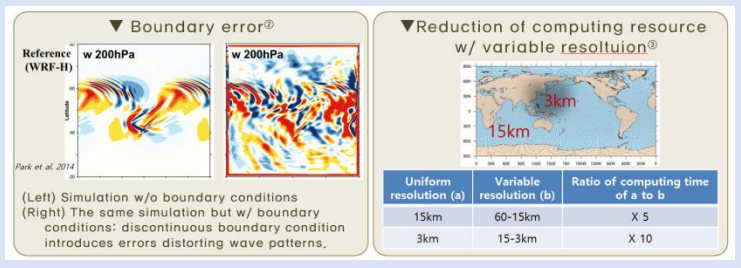 ▼ Boundary error②
Reference
(WRF-H)
w 200hPa
w 200hPa
Latitude
Park et al. 2014
(Left) Simulation w/o boundary conditions
(Right) The same simulation but w/ boundary
conditions: discontinuous boundary condition
introduces errors distorting wave patterns.
▼Reduction of computing resource
w/ variable resoltuion③
3km
15km
Uniform resolution (a) | Variable resolution (b) | Ratio of computing time of a to b
15km | 60-15km | X 5
3km | 15-3km | X 10